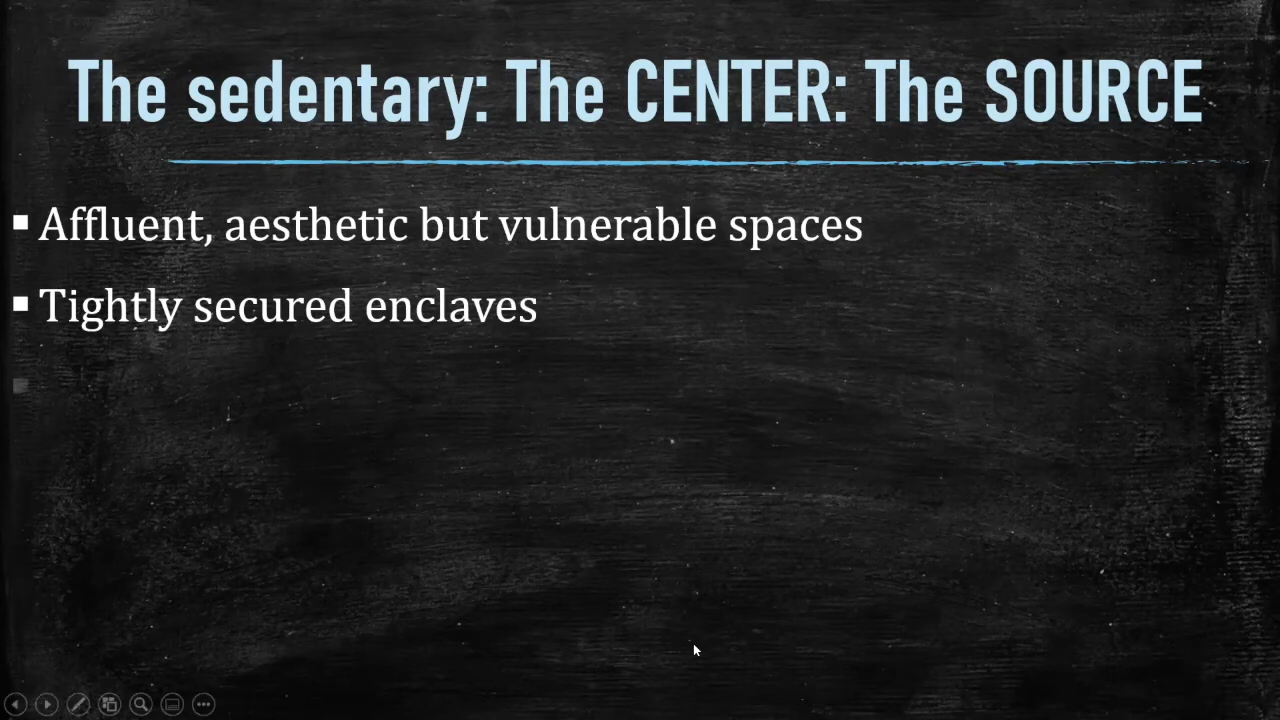 The sedentary: The CENTER: The SOURCE
▪ Affluent, aesthetic but vulnerable spaces
▪ Tightly secured enclaves